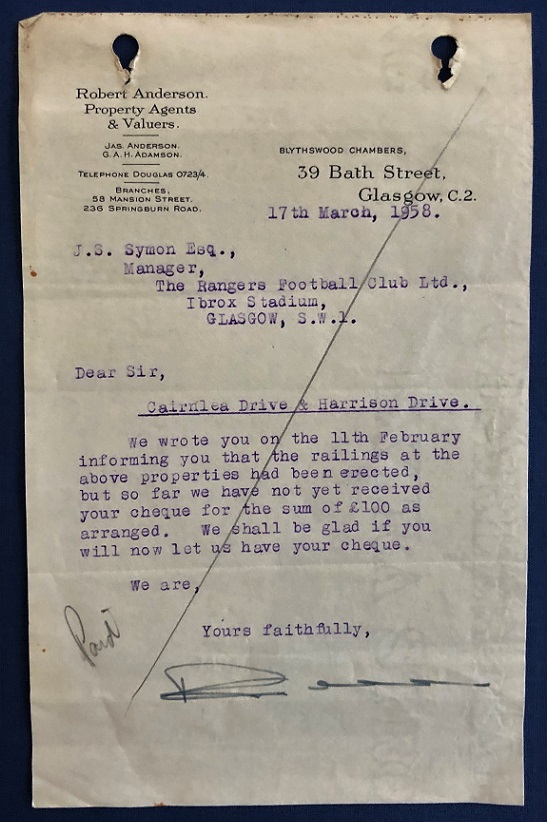 Robert Anderson.
Property Agents
& Valuers.
Jas. Anderson.
G. A. H. Adamson.
Telephone Douglas 0723/4.
Branches,
58 Mansion Street.
236 Springburn Road.
Blythswood Chambers,
39 Bath Street,
Glasgow, C.2.
17th March, 1958.
J.S. Symon Esq.,
Manager,
The Rangers Football Club Ltd.,
Ibrox Stadium,
GLASGOW, S.W.1.
Dear Sir,
Cairnlea Drive & Harrison Drive.
We wrote you on the 11th February
informing you that the railings at the
above properties had been erected,
but so far we have not yet received
your cheque for the sum of £100 as
arranged. We shall be glad if you
will now let us have your cheque.
We are,
Paid
Yours faithfully,